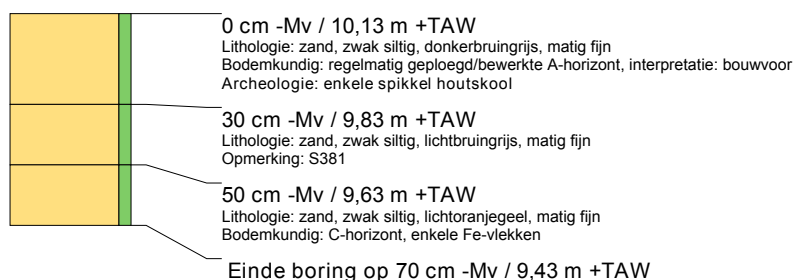 0 cm -Mv / 10,13 m +TAW
Lithologie: zand, zwak siltig, donkerbruingrijs, matig fijn
Bodemkundig: regelmatig geploegd/bewerkte A-horizont, interpretatie: bouwvoor
Archeologie: enkele spikkel houtskool
30 cm -Mv / 9,83 m +TAW
Lithologie: zand, zwak siltig, lichtbruingrijs, matig fijn
Opmerking: S381
50 cm -Mv / 9,63 m +TAW
Lithologie: zand, zwak siltig, lichtoranjegeel, matig fijn
Bodemkundig: C-horizont, enkele Fe-vlekken
Einde boring op 70 cm -Mv / 9,43 m +TAW